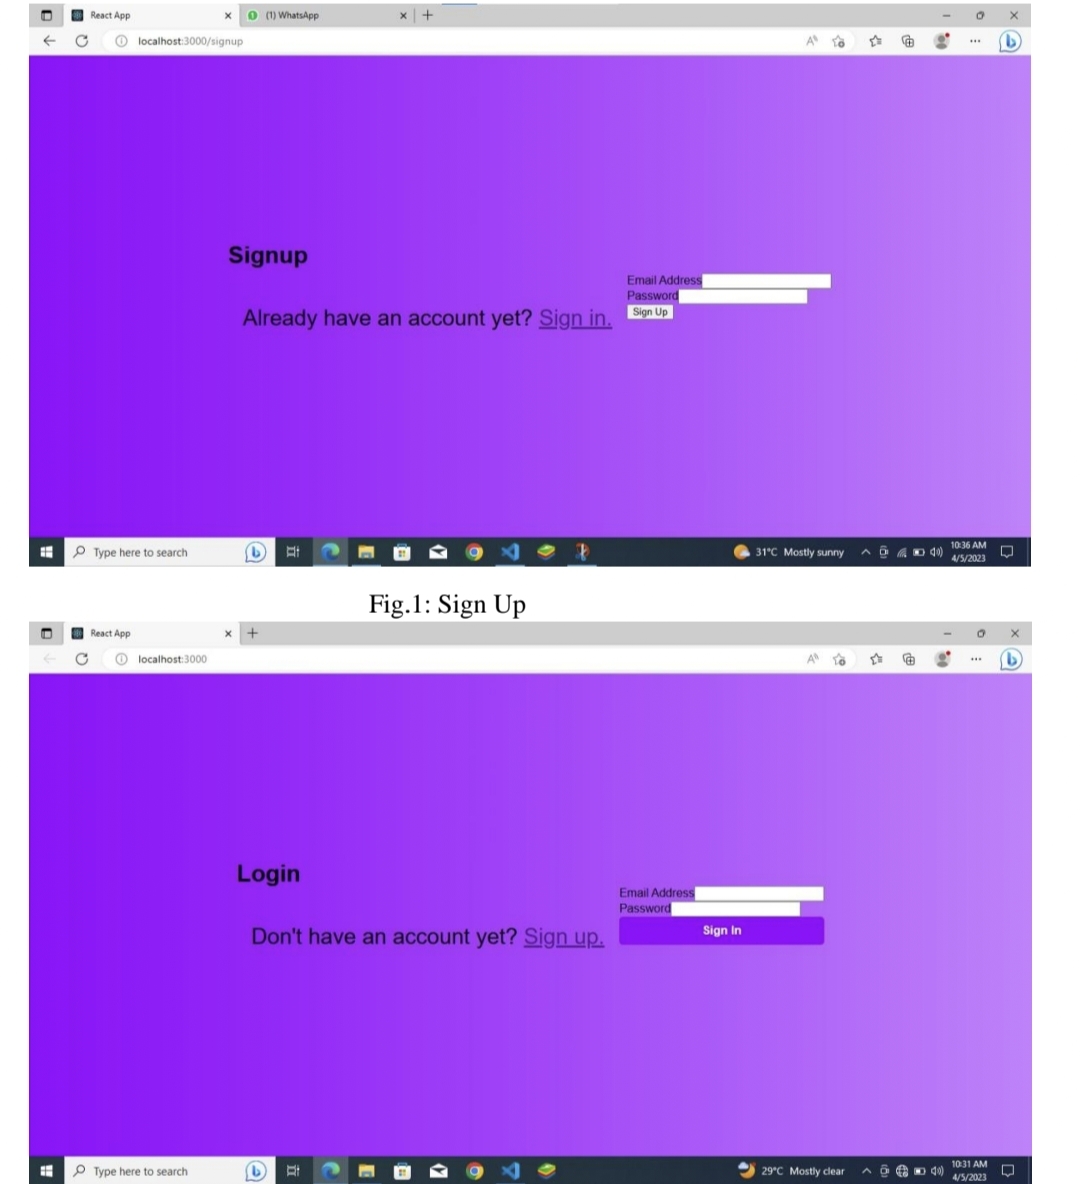 React App
(1) WhatsApp
localhost:3000/signup
Signup
Already have an account yet? Sign in.
Email Address
Password
Sign Up
Type here to search
31°C Mostly sunny
10:36 AM
4/5/2023
Fig.1: Sign Up
React App
localhost:3000
Login
Don't have an account yet? Sign up.
Email Address
Password
Sign In
Type here to search
29°C Mostly clear
10:31 AM
4/5/2023